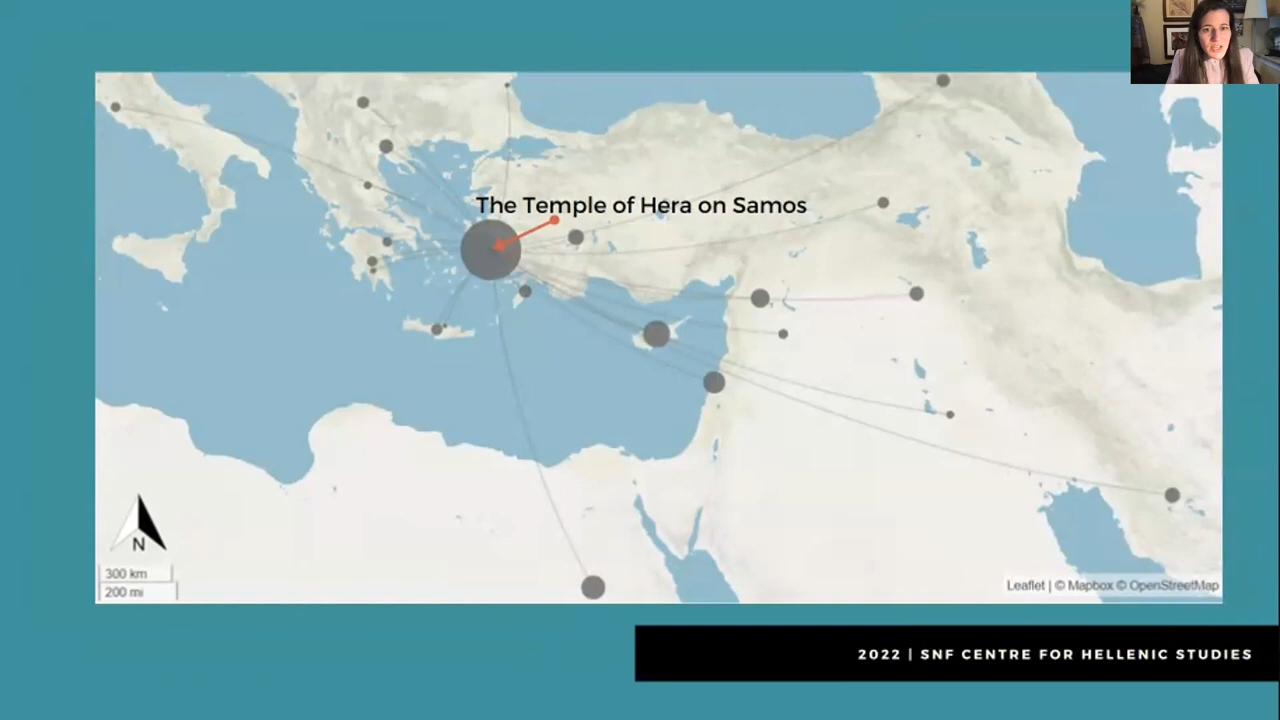 The Temple of Hera on Samos
N
300 km
200 mi
Leaflet | © Mapbox © OpenStreetMap
2022 | SNF CENTRE FOR HELLENIC STUDIES